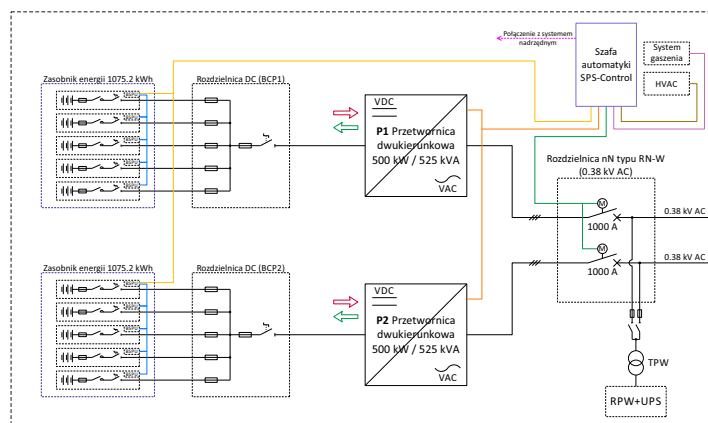 Połączenie z systemem
nadrzędnym
Szafa
automatyki
SPS-Control
System
gaszenia
HVAC
Zasobnik energii 1075.2 kWh
Rozdzielnica DC (BCP1)
VDC
P1 Przetwornica
dwukierunkowa
500 kW / 525 kVA
VAC
Rozdzielnica nN typu RN-W
(0.38 kV AC)
M
1000 A
0.38 kV AC
M
1000 A
0.38 kV AC
Zasobnik energii 1075.2 kWh
Rozdzielnica DC (BCP2)
VDC
P2 Przetwornica
dwukierunkowa
500 kW / 525 kVA
VAC
TPW
RPW+UPS